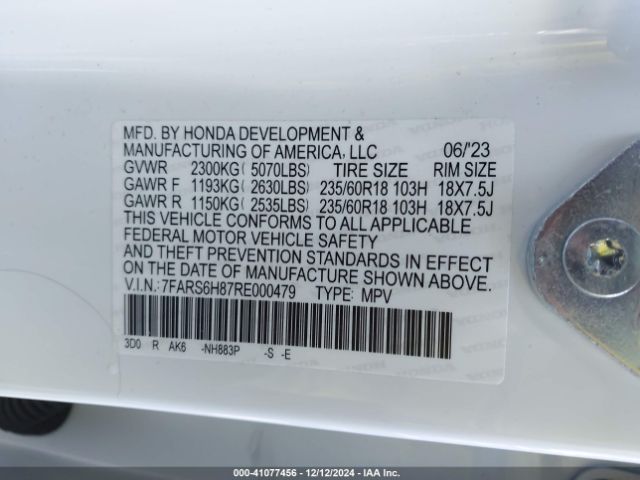 MFD. BY HONDA DEVELOPMENT &
MANUFACTURING OF AMERICA, LLC 06/'23
GVWR 2300KG( 5070LBS) TIRE SIZE RIM SIZE
GAWR F 1193KG( 2630LBS) 235/60R18 103H 18X7.5J
GAWR R 1150KG( 2535LBS) 235/60R18 103H 18X7.5J
THIS VEHICLE CONFORMS TO ALL APPLICABLE
FEDERAL MOTOR VEHICLE SAFETY
AND THEFT PREVENTION STANDARDS IN EFFECT
ON THE DATE OF MANUFACTURE SHOWN ABOVE.
V.I.N.:7FARS6H87RE000479 TYPE: MPV
3D0 R AK6 -NH883P -S -E
000-41077456 - 12/12/2024 - IAA Inc.